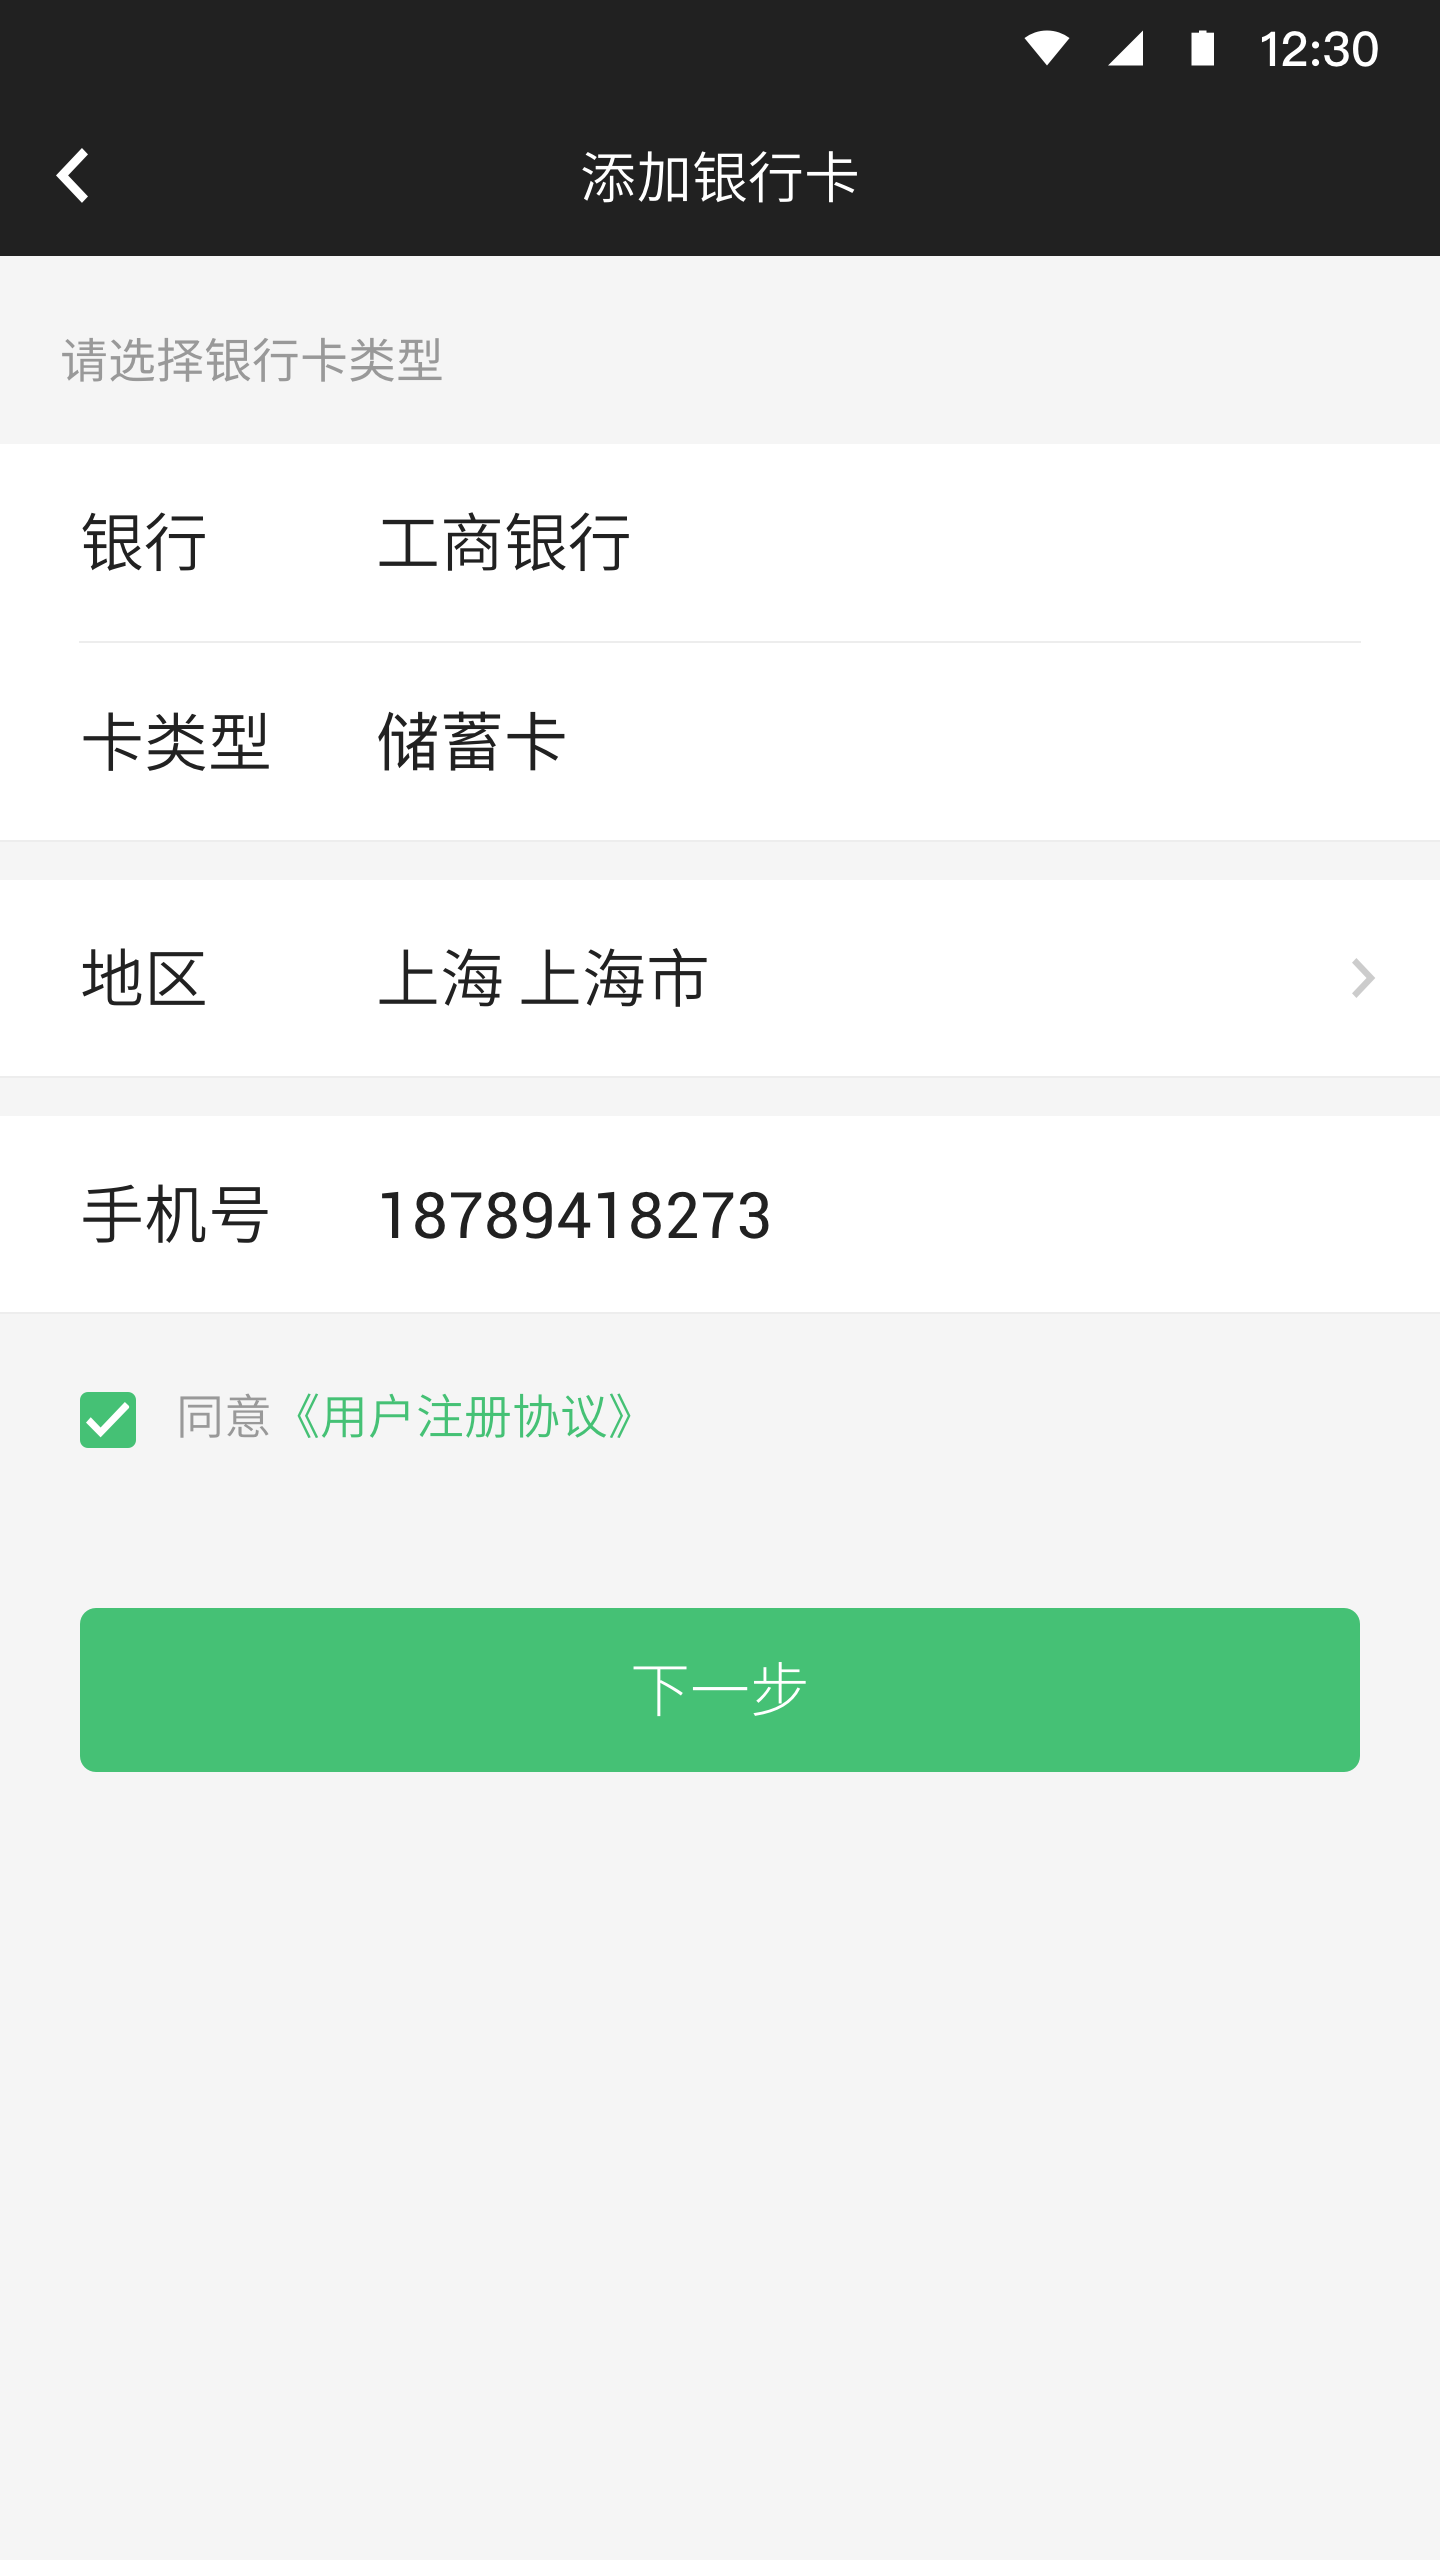 12:30
添加银行卡
请选择银行卡类型
银行 工商银行
卡类型 储蓄卡
地区 上海 上海市
手机号 18789418273
同意《用户注册协议》
下一步